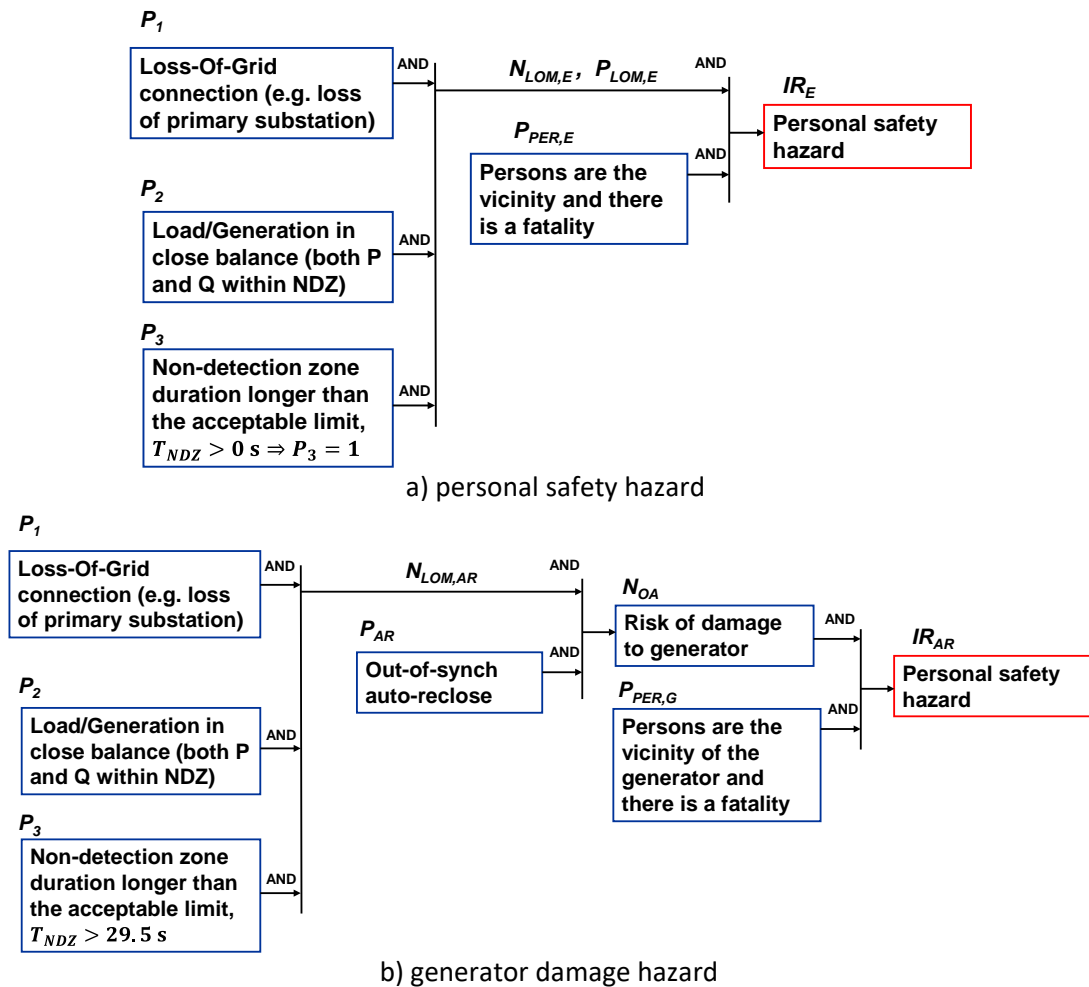 P1
Loss-Of-Grid
connection (e.g. loss
of primary substation)
AND
NLOM,E , PLOM,E
AND
IRE
Personal safety
hazard
PPER,E
Persons are the
vicinity and there
is a fatality
AND
P2
Load/Generation in
close balance (both P
and Q within NDZ)
AND
P3
Non-detection zone
duration longer than
the acceptable limit,
TNDZ > 0 s ⇒ P3 = 1
AND
a) personal safety hazard
P1
Loss-Of-Grid
connection (e.g. loss
of primary substation)
AND
NLOM,AR
AND
NOA
Risk of damage
to generator
AND
PAR
Out-of-synch
auto-reclose
AND
IRAR
Personal safety
hazard
PPER,G
Persons are the
vicinity of the
generator and
there is a fatality
AND
P2
Load/Generation in
close balance (both P
and Q within NDZ)
AND
P3
Non-detection zone
duration longer than
the acceptable limit,
TNDZ > 29.5 s
AND
b) generator damage hazard